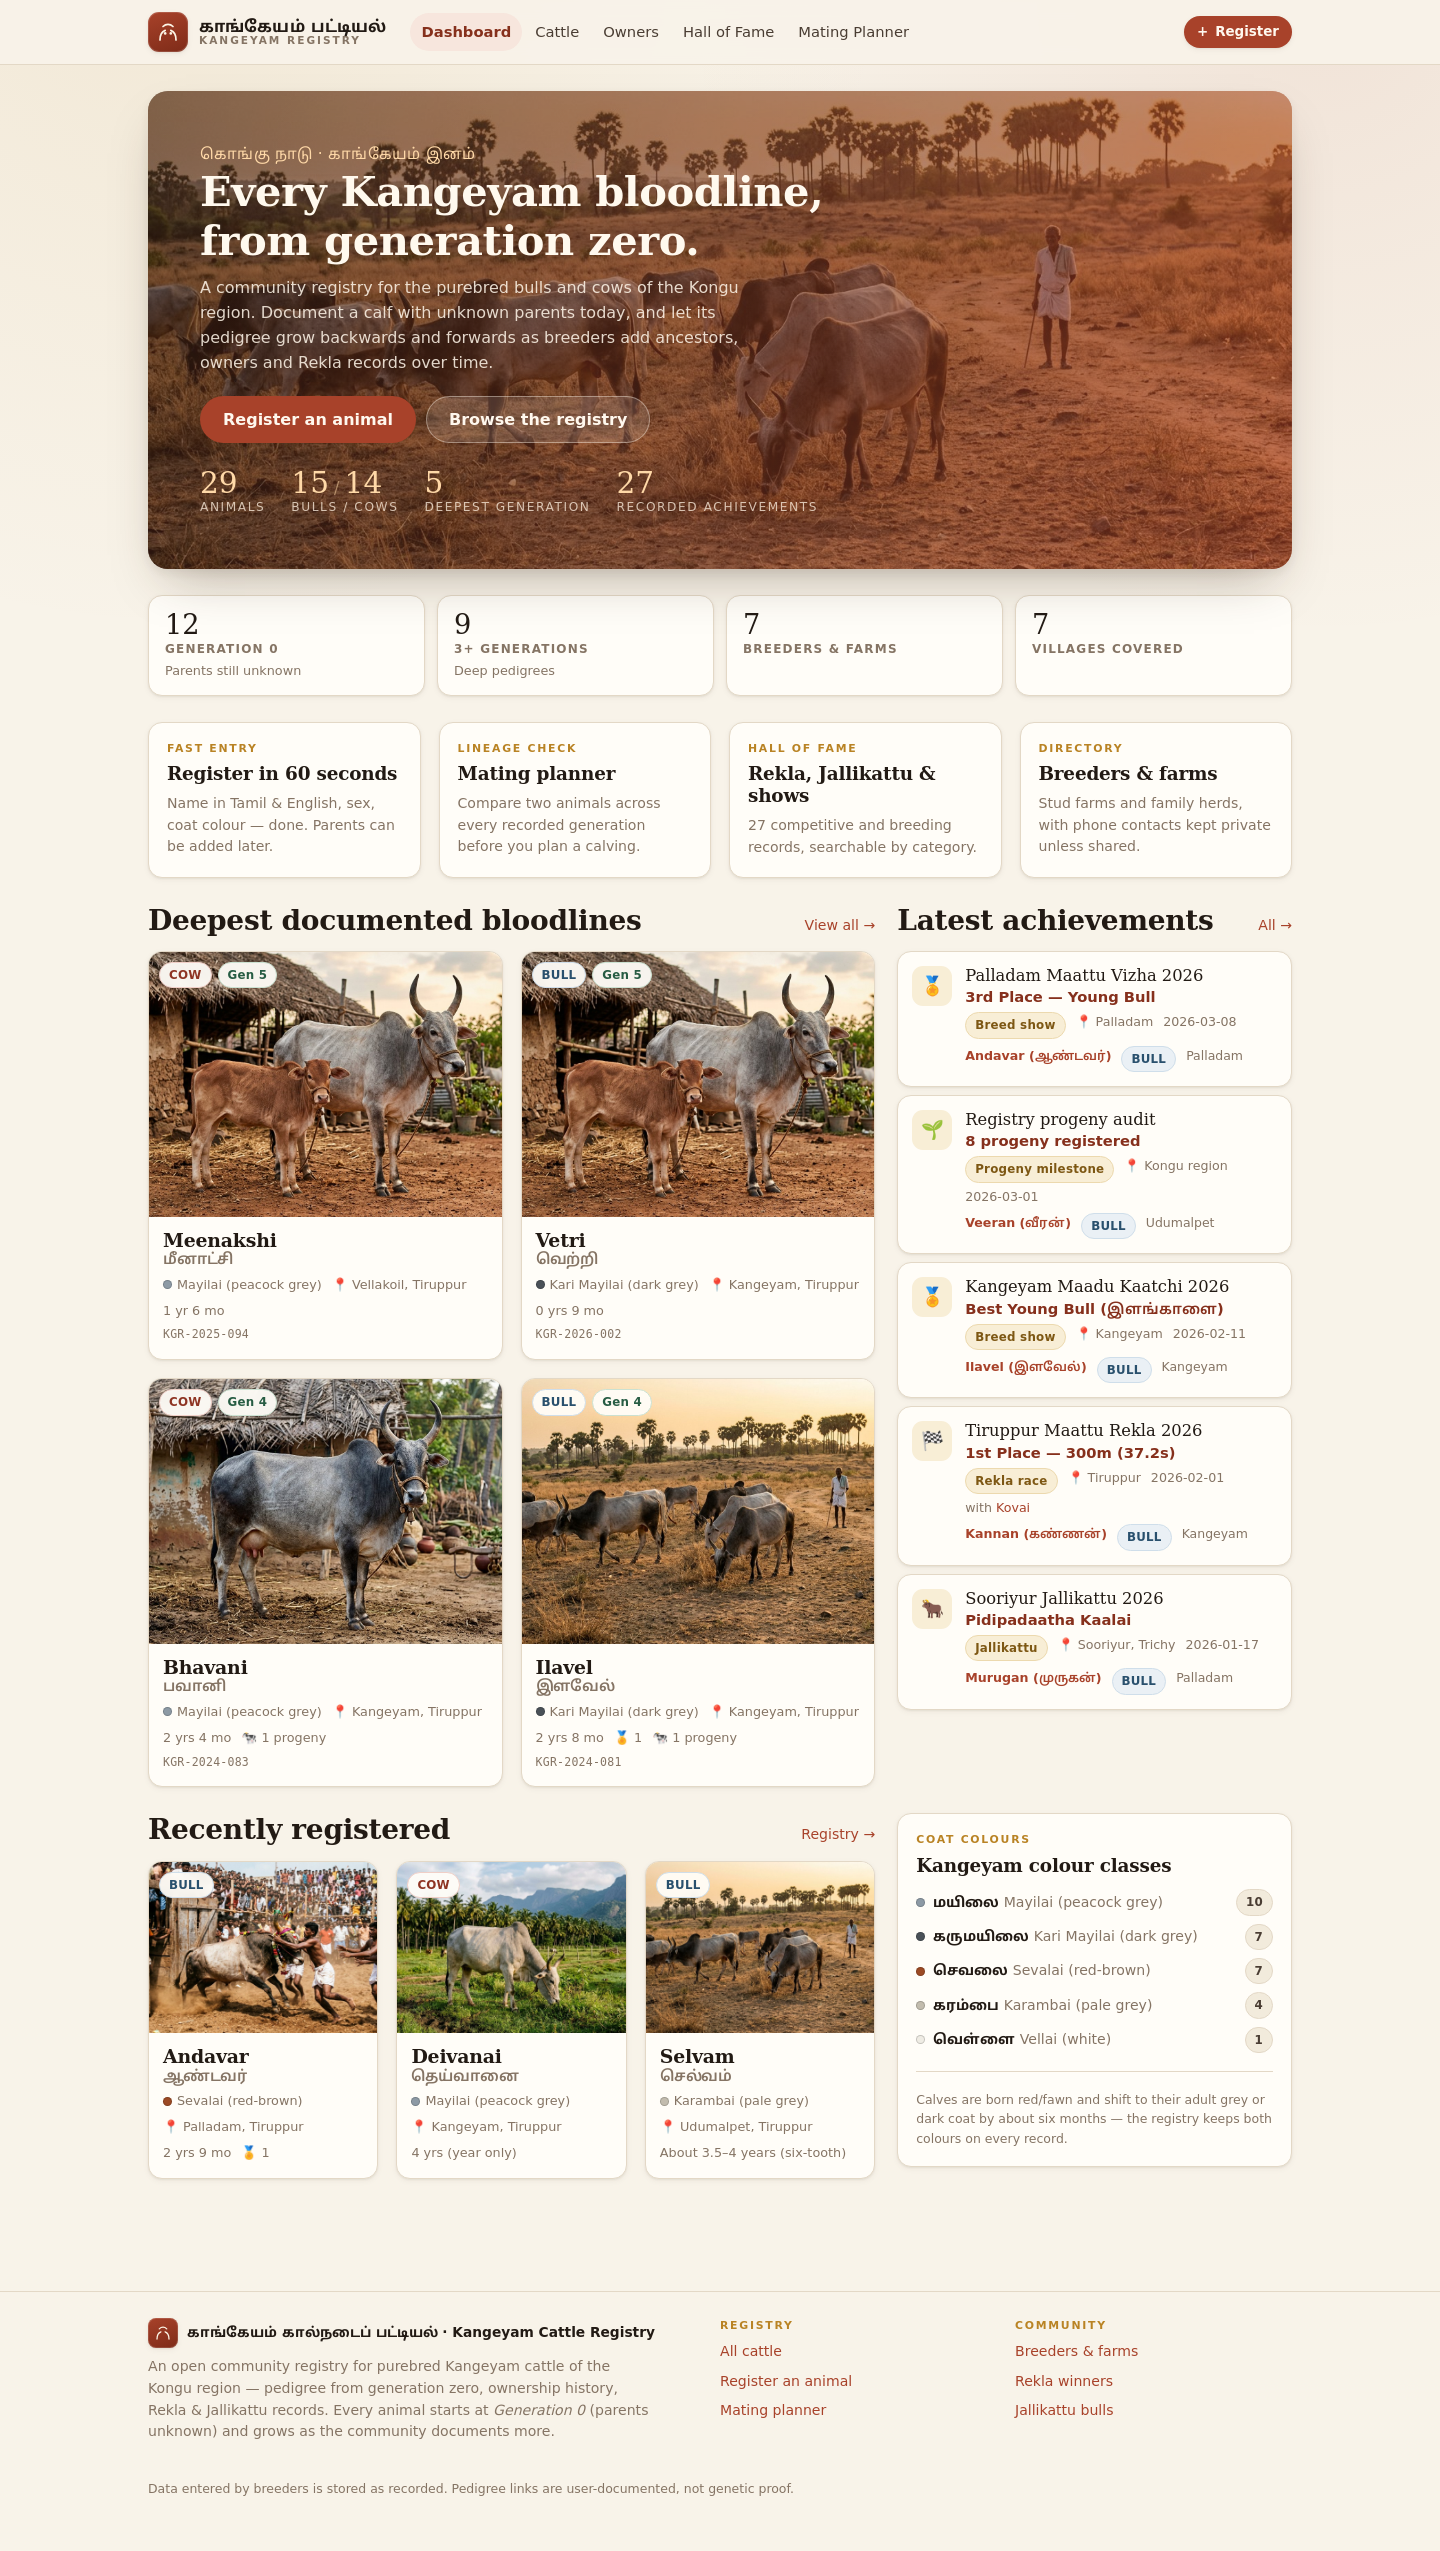 காங்கேயம் பட்டியல்
KANGEYAM REGISTRY
Dashboard
Cattle
Owners
Hall of Fame
Mating Planner
+ Register
கொங்கு நாடு · காங்கேயம் இனம்
Every Kangeyam bloodline,
from generation zero.
A community registry for the purebred bulls and cows of the Kongu
region. Document a calf with unknown parents today, and let its
pedigree grow backwards and forwards as breeders add ancestors,
owners and Rekla records over time.
Register an animal
Browse the registry
29
ANIMALS
15 / 14
BULLS / COWS
5
DEEPEST GENERATION
27
RECORDED ACHIEVEMENTS
12
GENERATION 0
Parents still unknown
9
3+ GENERATIONS
Deep pedigrees
7
BREEDERS & FARMS
7
VILLAGES COVERED
FAST ENTRY
Register in 60 seconds
Name in Tamil & English, sex,
coat colour — done. Parents can
be added later.
LINEAGE CHECK
Mating planner
Compare two animals across
every recorded generation
before you plan a calving.
HALL OF FAME
Rekla, Jallikattu &
shows
27 competitive and breeding
records, searchable by category.
DIRECTORY
Breeders & farms
Stud farms and family herds,
with phone contacts kept private
unless shared.
Deepest documented bloodlines
View all →
COW Gen 5
Meenakshi
மீனாட்சி
Mayilai (peacock grey) 📍 Vellakoil, Tiruppur
1 yr 6 mo
KGR-2025-094
BULL Gen 5
Vetri
வெற்றி
Kari Mayilai (dark grey) 📍 Kangeyam, Tiruppur
0 yrs 9 mo
KGR-2026-002
COW Gen 4
Bhavani
பவானி
Mayilai (peacock grey) 📍 Kangeyam, Tiruppur
2 yrs 4 mo 🐄 1 progeny
KGR-2024-083
BULL Gen 4
Ilavel
இளவேல்
Kari Mayilai (dark grey) 📍 Kangeyam, Tiruppur
2 yrs 8 mo 🏅 1 🐄 1 progeny
KGR-2024-081
Latest achievements
All →
Palladam Maattu Vizha 2026
3rd Place — Young Bull
Breed show 📍 Palladam 2026-03-08
Andavar (ஆண்டவர்) BULL Palladam
Registry progeny audit
8 progeny registered
Progeny milestone 📍 Kongu region
2026-03-01
Veeran (வீரன்) BULL Udumalpet
Kangeyam Maadu Kaatchi 2026
Best Young Bull (இளங்காளை)
Breed show 📍 Kangeyam 2026-02-11
Ilavel (இளவேல்) BULL Kangeyam
Tiruppur Maattu Rekla 2026
1st Place — 300m (37.2s)
Rekla race 📍 Tiruppur 2026-02-01
with Kovai
Kannan (கண்ணன்) BULL Kangeyam
Sooriyur Jallikattu 2026
Pidipadaatha Kaalai
Jallikattu 📍 Sooriyur, Trichy 2026-01-17
Murugan (முருகன்) BULL Palladam
Recently registered
Registry →
BULL
Andavar
ஆண்டவர்
Sevalai (red-brown)
📍 Palladam, Tiruppur
2 yrs 9 mo 🏅 1
COW
Deivanai
தெய்வானை
Mayilai (peacock grey)
📍 Kangeyam, Tiruppur
4 yrs (year only)
BULL
Selvam
செல்வம்
Karambai (pale grey)
📍 Udumalpet, Tiruppur
About 3.5–4 years (six-tooth)
COAT COLOURS
Kangeyam colour classes
மயிலை Mayilai (peacock grey) 10
கருமயிலை Kari Mayilai (dark grey) 7
செவலை Sevalai (red-brown) 7
கரம்பை Karambai (pale grey) 4
வெள்ளை Vellai (white) 1
Calves are born red/fawn and shift to their adult grey or
dark coat by about six months — the registry keeps both
colours on every record.
காங்கேயம் கால்நடைப் பட்டியல் · Kangeyam Cattle Registry
An open community registry for purebred Kangeyam cattle of the
Kongu region — pedigree from generation zero, ownership history,
Rekla & Jallikattu records. Every animal starts at Generation 0 (parents
unknown) and grows as the community documents more.
REGISTRY
All cattle
Register an animal
Mating planner
COMMUNITY
Breeders & farms
Rekla winners
Jallikattu bulls
Data entered by breeders is stored as recorded. Pedigree links are user-documented, not genetic proof.